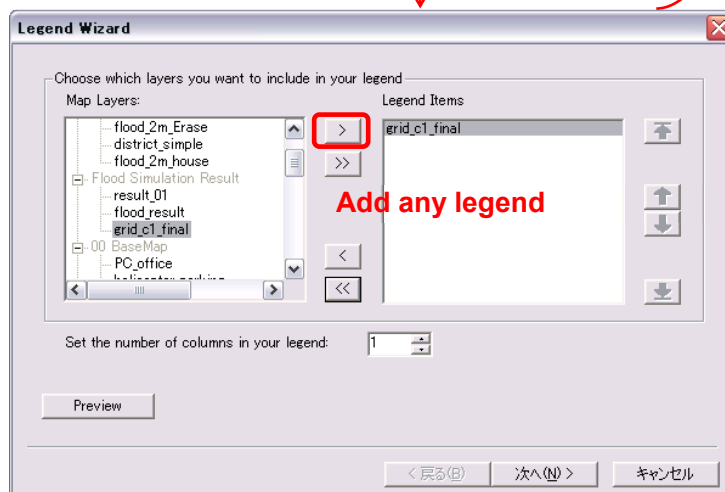 Legend Wizard
Choose which layers you want to include in your legend
Map Layers:
Legend Items
flood_2m_Erase
district_simple
flood_2m_house
Flood Simulation Result
result_01
flood_result
grid_c1_final
00 BaseMap
PC_office
>
>>
<
<<
grid_c1_final
Add any legend
Set the number of columns in your legend:
1
Preview
< 戻る(B)
次へ(N) >
キャンセル